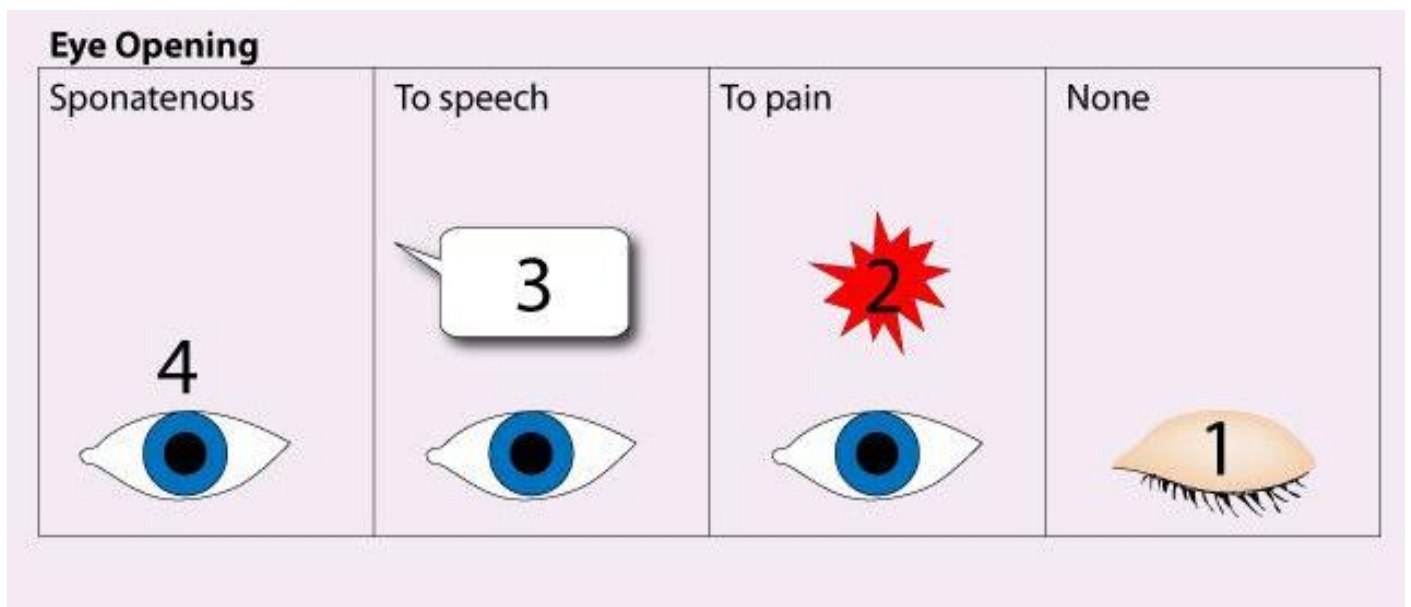 Eye Opening
Sponatenous
To speech
To pain
None
3
2
4
1